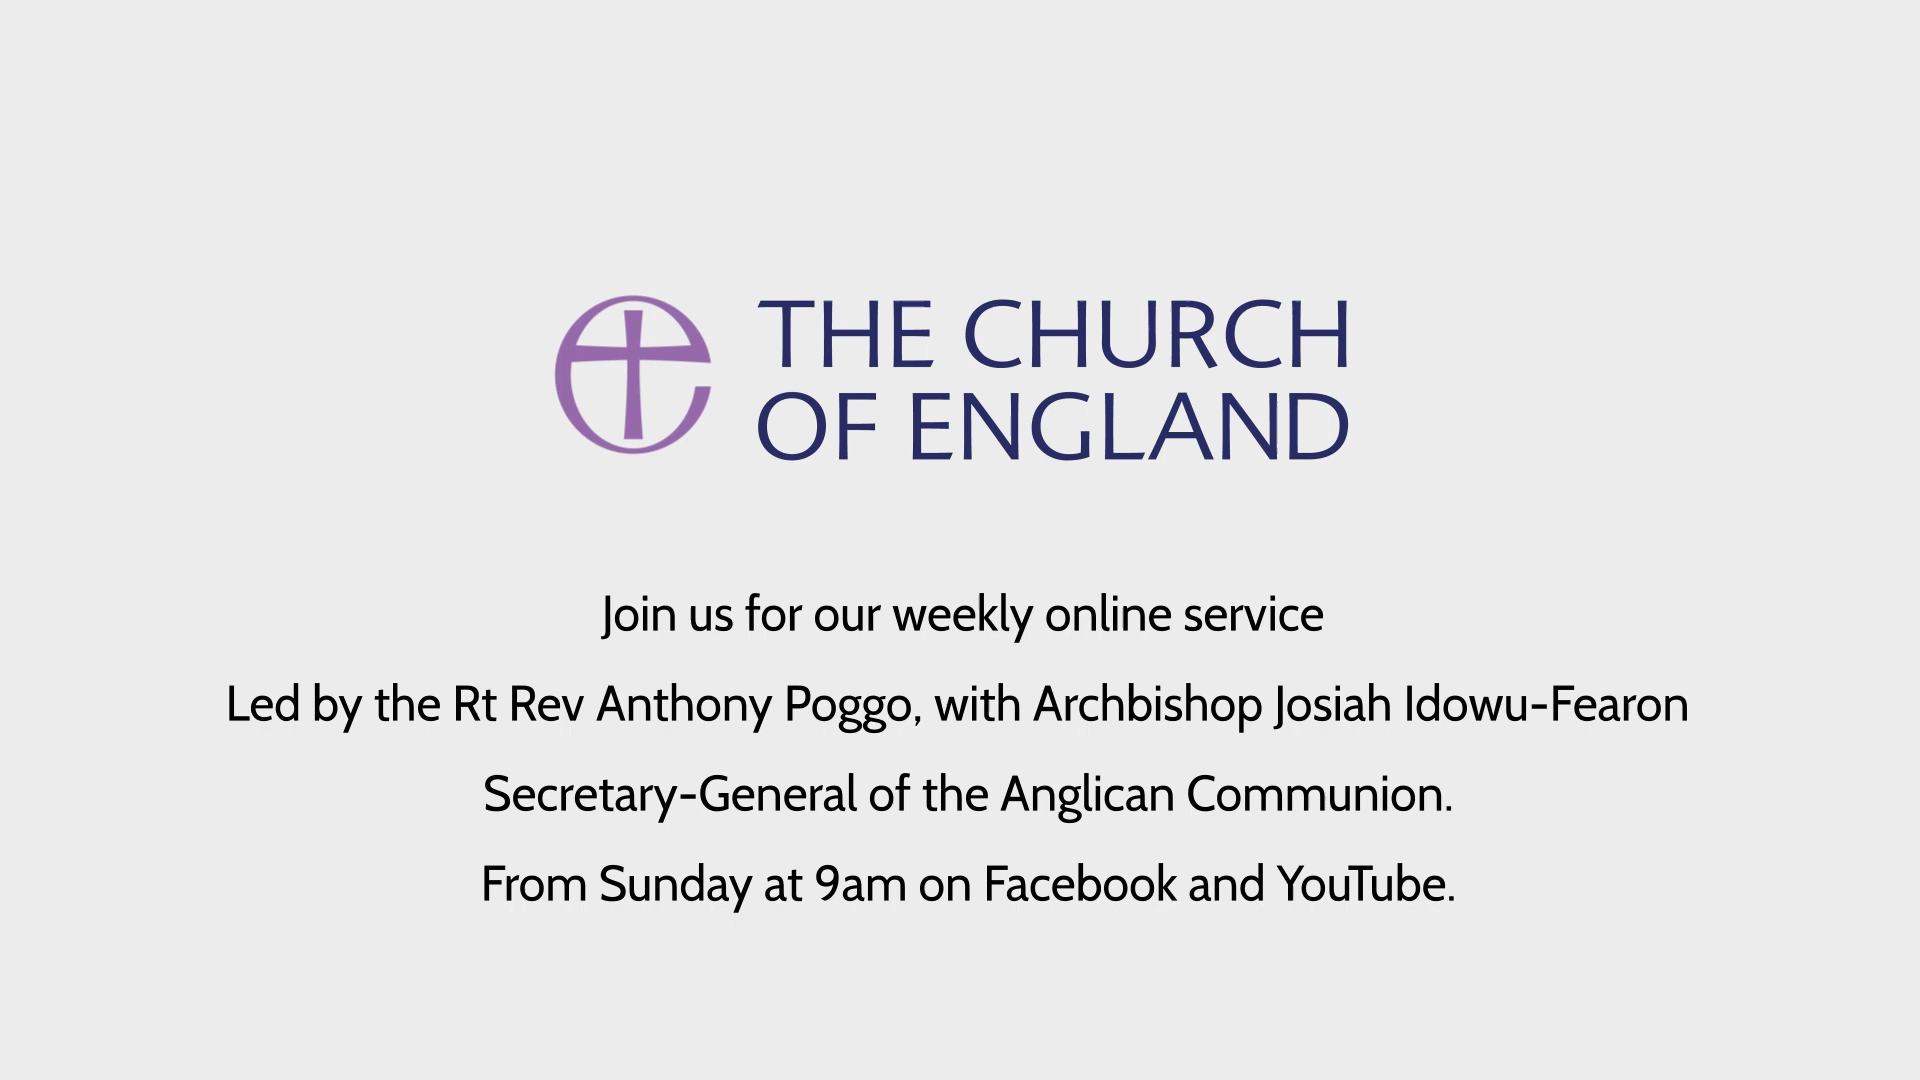 THE CHURCH
OF ENGLAND
Join us for our weekly online service
Led by the Rt Rev Anthony Poggo, with Archbishop Josiah Idowu-Fearon
Secretary-General of the Anglican Communion.
From Sunday at 9am on Facebook and YouTube.